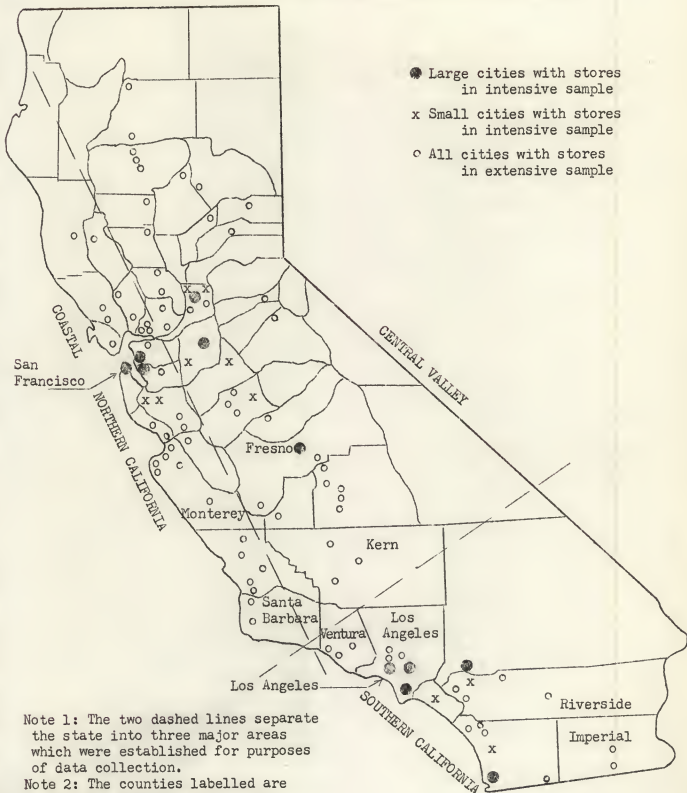 ● Large cities with stores
in intensive sample
x Small cities with stores
in intensive sample
○ All cities with stores
in extensive sample
COASTAL
CENTRAL VALLEY
San
Francisco
NORTHERN CALIFORNIA
Fresno
Monterey
Kern
Santa
Barbara
Ventura
Los
Angeles
Los Angeles
SOUTHERN CALIFORNIA
Riverside
Imperial
Note 1: The two dashed lines separate
the state into three major areas
which were established for purposes
of data collection.
Note 2: The counties labelled are